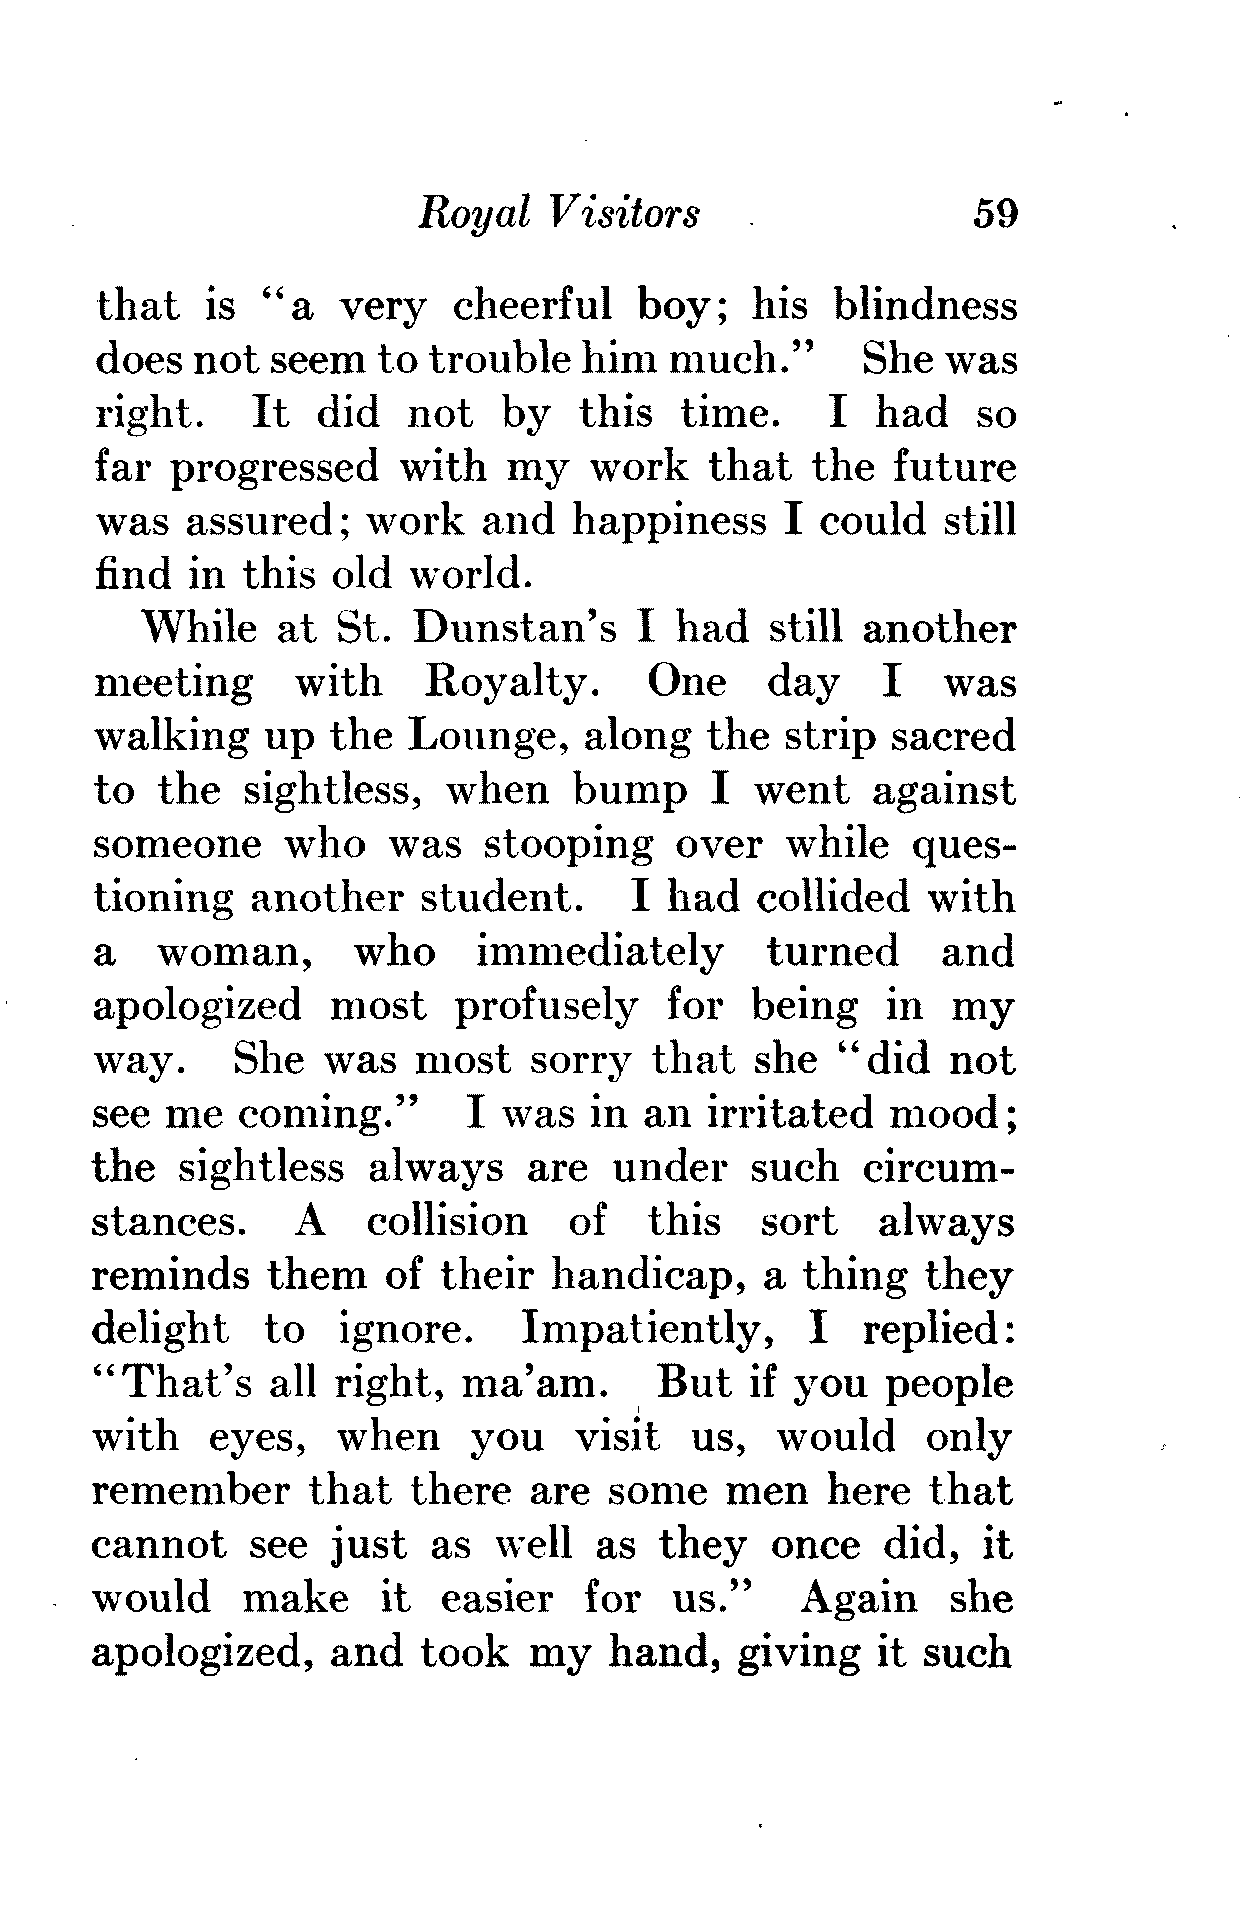 Royal Visitors 59
that is "a very cheerful boy; his blindness
does not seem to trouble him much." She was
right. It did not by this time. I had so
far progressed with my work that the future
was assured; work and happiness I could still
find in this old world.
While at St. Dunstan's I had still another
meeting with Royalty. One day I was
walking up the Lounge, along the strip sacred
to the sightless, when bump I went against
someone who was stooping over while ques-
tioning another student. I had collided with
a woman, who immediately turned and
apologized most profusely for being in my
way. She was most sorry that she "did not
see me coming." I was in an irritated mood;
the sightless always are under such circum-
stances. A collision of this sort always
reminds them of their handicap, a thing they
delight to ignore. Impatiently, I replied:
"That's all right, ma'am. But if you people
with eyes, when you visit us, would only
remember that there are some men here that
cannot see just as well as they once did, it
would make it easier for us." Again she
apologized, and took my hand, giving it such